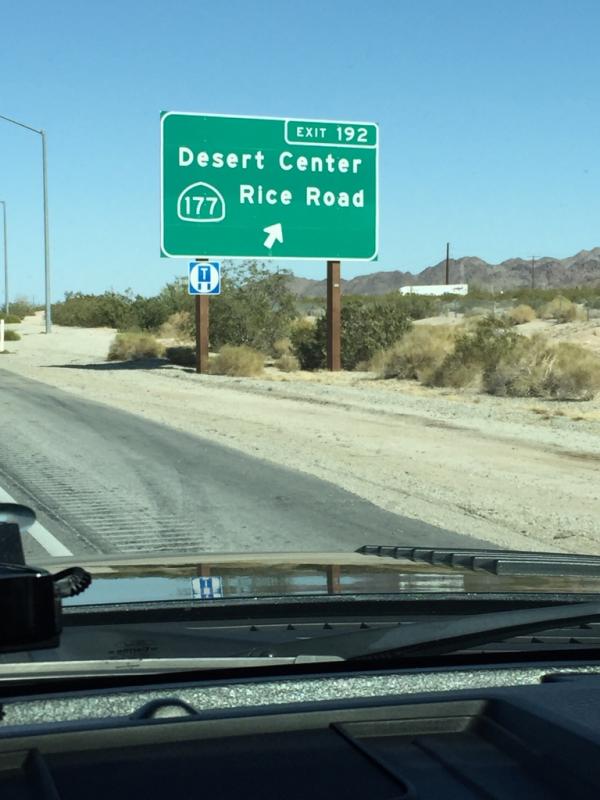 EXIT 192
Desert Center
177 Rice Road
T